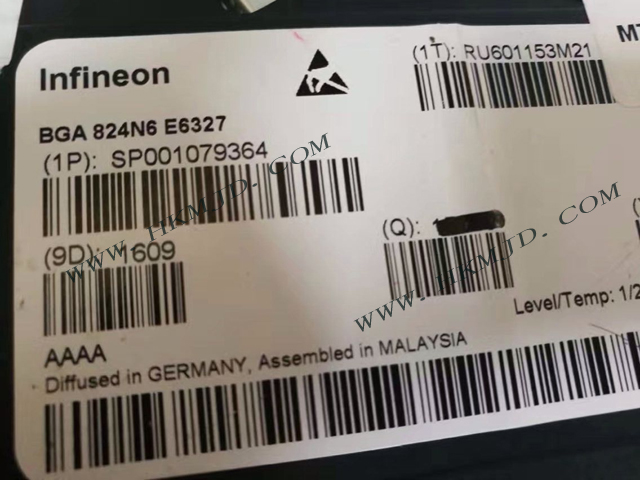 Infineon
(1T): RU601153M21
BGA 824N6 E6327
(1P): SP001079364
(9D): 1609
(Q):
Level/Temp: 1/2
AAAA
Diffused in GERMANY, Assembled in MALAYSIA
WWW.HKMJD.COM
WWW.HKMJD.COM